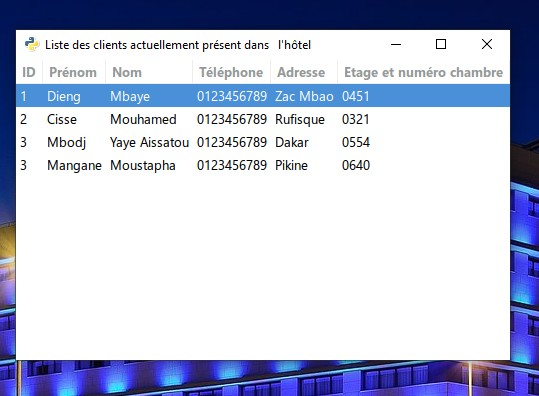 Liste des clients actuellement présent dans l'hôtel
ID Prénom Nom Téléphone Adresse Etage et numéro chambre
1 Dieng Mbaye 0123456789 Zac Mbao 0451
2 Cisse Mouhamed 0123456789 Rufisque 0321
3 Mbodj Yaye Aissatou 0123456789 Dakar 0554
3 Mangane Moustapha 0123456789 Pikine 0640